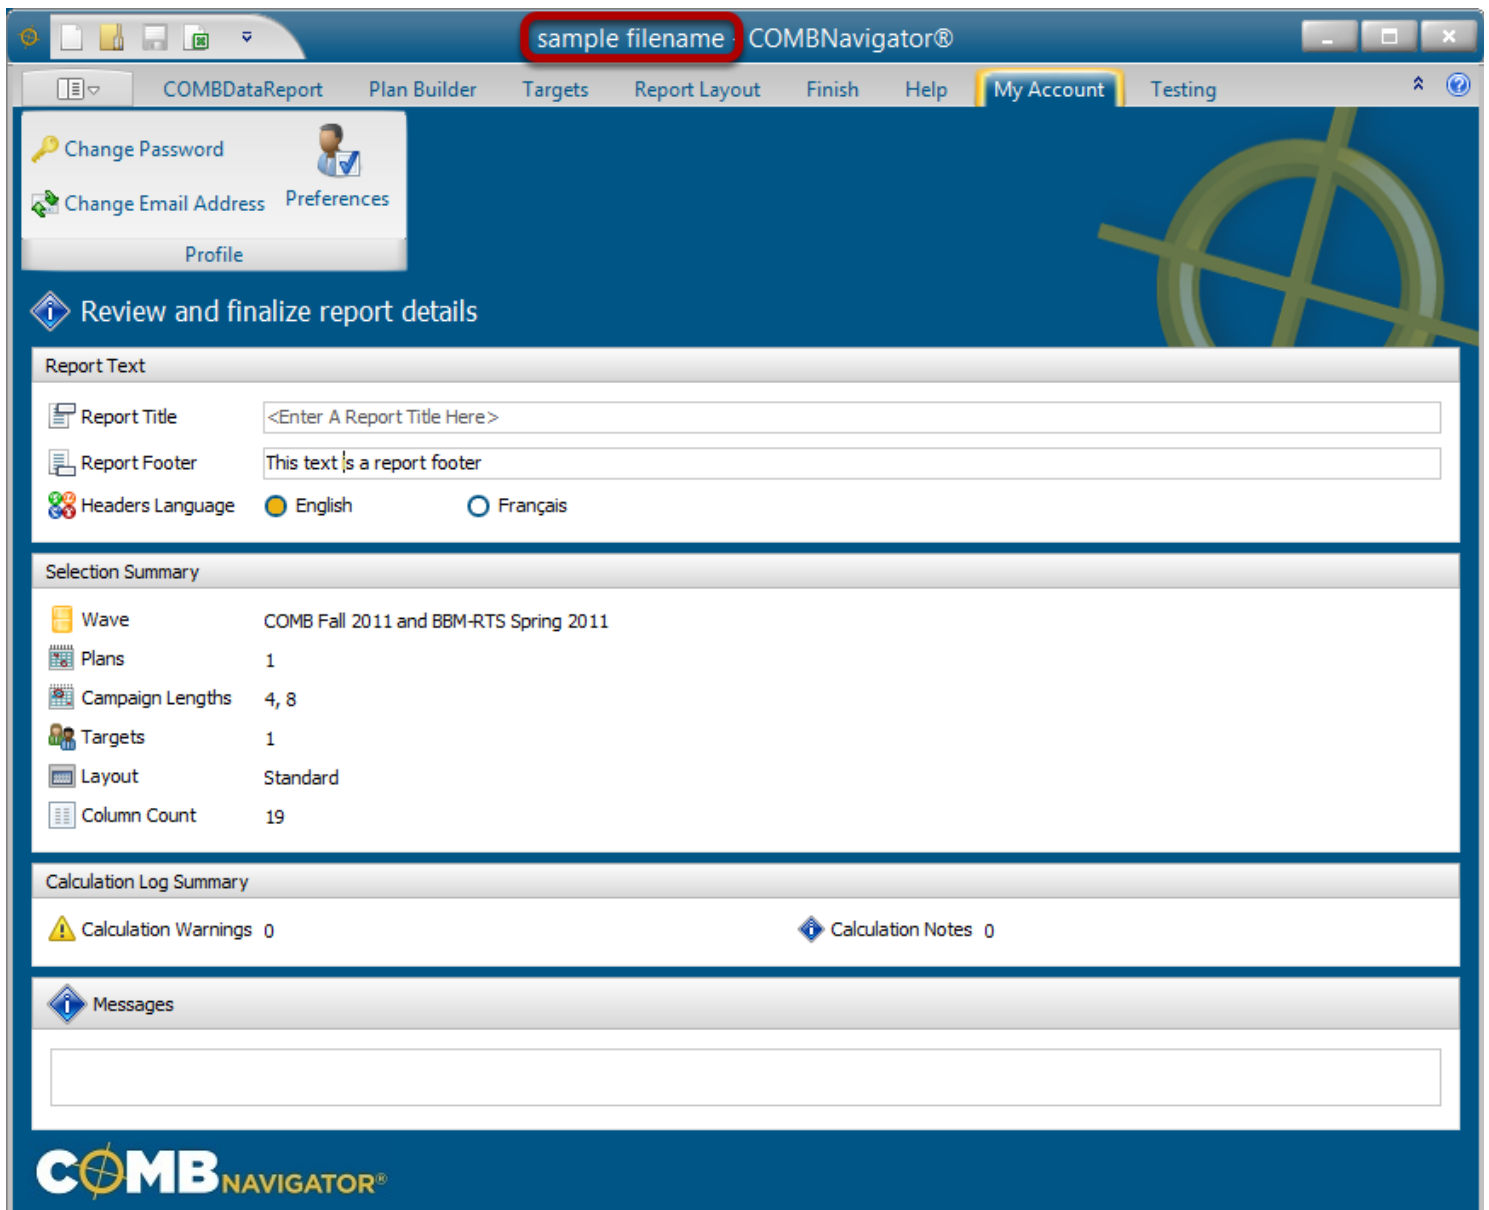 sample filename - COMBNavigator®
COMBDataReport Plan Builder Targets Report Layout Finish Help My Account Testing
Change Password
Change Email Address
Preferences
Profile
Review and finalize report details
Report Text
Report Title <Enter A Report Title Here>
Report Footer This text is a report footer
Headers Language English Français
Selection Summary
Wave COMB Fall 2011 and BBM-RTS Spring 2011
Plans 1
Campaign Lengths 4, 8
Targets 1
Layout Standard
Column Count 19
Calculation Log Summary
Calculation Warnings 0 Calculation Notes 0
Messages
COMBNAVIGATOR®